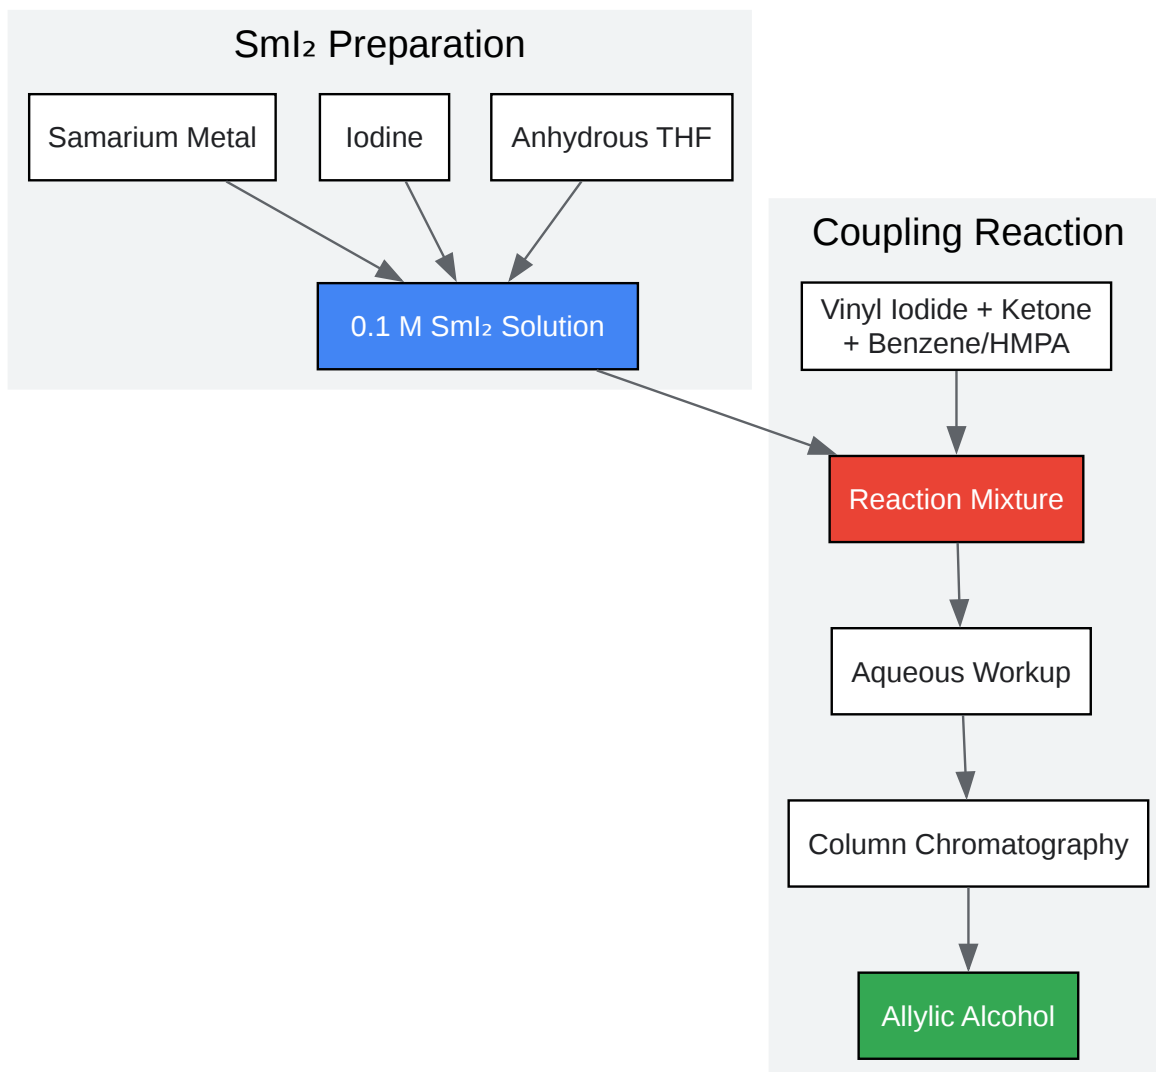 SmI₂ Preparation
Samarium Metal
Iodine
Anhydrous THF
0.1 M SmI₂ Solution
Coupling Reaction
Vinyl Iodide + Ketone
+ Benzene/HMPA
Reaction Mixture
Aqueous Workup
Column Chromatography
Allylic Alcohol